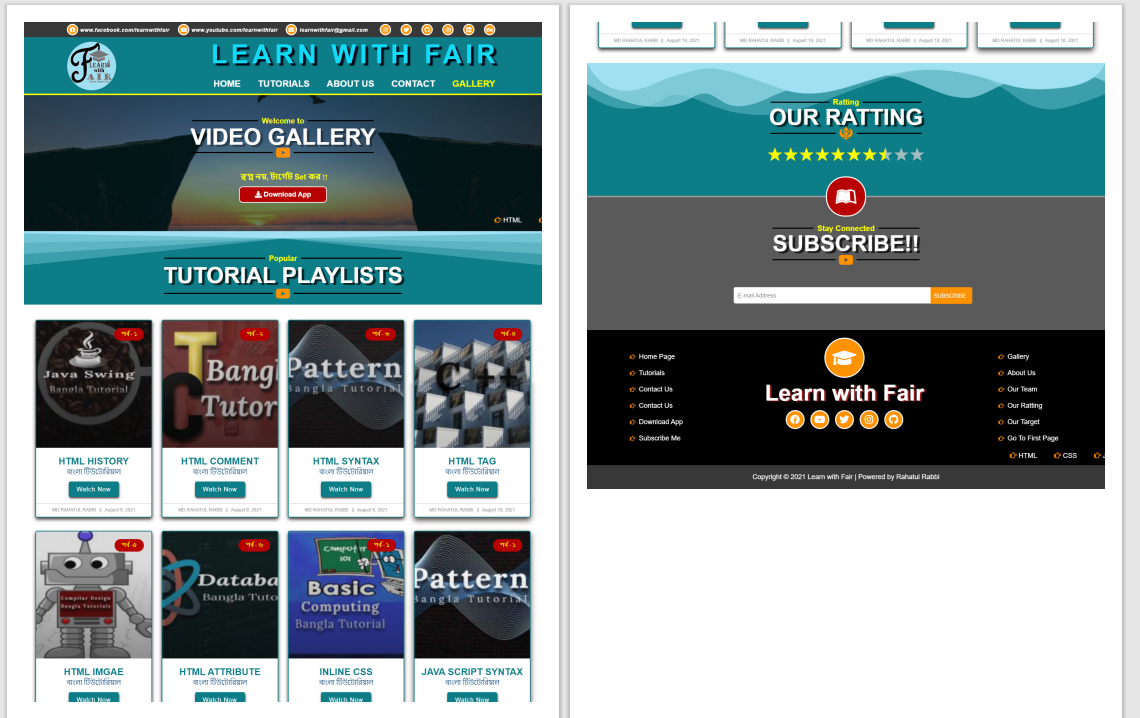 www.facebook.com/learnwithfair www.youtube.com/learnwithfair learnwithfair@gmail.com
LEARN with FAIR
LEARN WITH FAIR
HOME TUTORIALS ABOUT US CONTACT GALLERY
Welcome to
VIDEO GALLERY
স্বপ্ন নয়, টার্গেট Set কর !!
Download App
HTML
Popular
TUTORIAL PLAYLISTS
পর্ব-১ পর্ব-২ পর্ব-৩ পর্ব-৪
Java Swing
Bangla Tutorial
TC
Bangl
Tutor
Pattern
Bangla Tutorial
C++
HTML HISTORY HTML COMMENT HTML SYNTAX HTML TAG
বাংলা টিউটোরিয়াল বাংলা টিউটোরিয়াল বাংলা টিউটোরিয়াল বাংলা টিউটোরিয়াল
Watch Now Watch Now Watch Now Watch Now
MD RAHATUL RABBI || August 9, 2021 MD RAHATUL RABBI || August 9, 2021 MD RAHATUL RABBI || August 9, 2021 MD RAHATUL RABBI || August 10, 2021
পর্ব-৫ পর্ব-৬ পর্ব-১ পর্ব-১
Compilar Design
Bangla Tutorials
Databa
Bangla Tuto
Computer
101
Basic
Computing
Bangla Tutorial
Pattern
Bangla Tutorial
HTML IMGAE HTML ATTRIBUTE INLINE CSS JAVA SCRIPT SYNTAX
বাংলা টিউটোরিয়াল বাংলা টিউটোরিয়াল বাংলা টিউটোরিয়াল বাংলা টিউটোরিয়াল
Watch Now Watch Now Watch Now Watch Now
MD RAHATUL RABBI || August 10, 2021 MD RAHATUL RABBI || August 18, 2021 MD RAHATUL RABBI || August 18, 2021 MD RAHATUL RABBI || August 18, 2021
Ratting
OUR RATTING
Stay Connected
SUBSCRIBE!!
E-mail Address SUBSCRIBE
Home Page
Tutorials
Contact Us
Contact Us
Download App
Subscribe Me
Learn with Fair
Gallery
About Us
Our Team
Our Ratting
Our Target
Go To First Page
HTML CSS
Copyright © 2021 Learn with Fair | Powered by Rahatul Rabbi